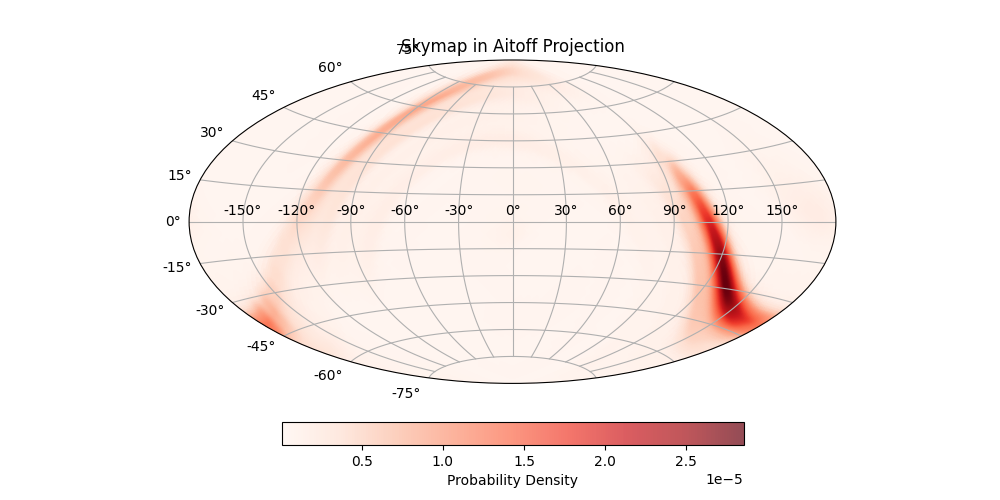 Skymap in Aitoff Projection
75°
60°
45°
30°
15°
-150° -120° -90° -60° -30° 0° 30° 60° 90° 120° 150°
0°
-15°
-30°
-45°
-60°
-75°
0.5 1.0 1.5 2.0 2.5
1e−5
Probability Density